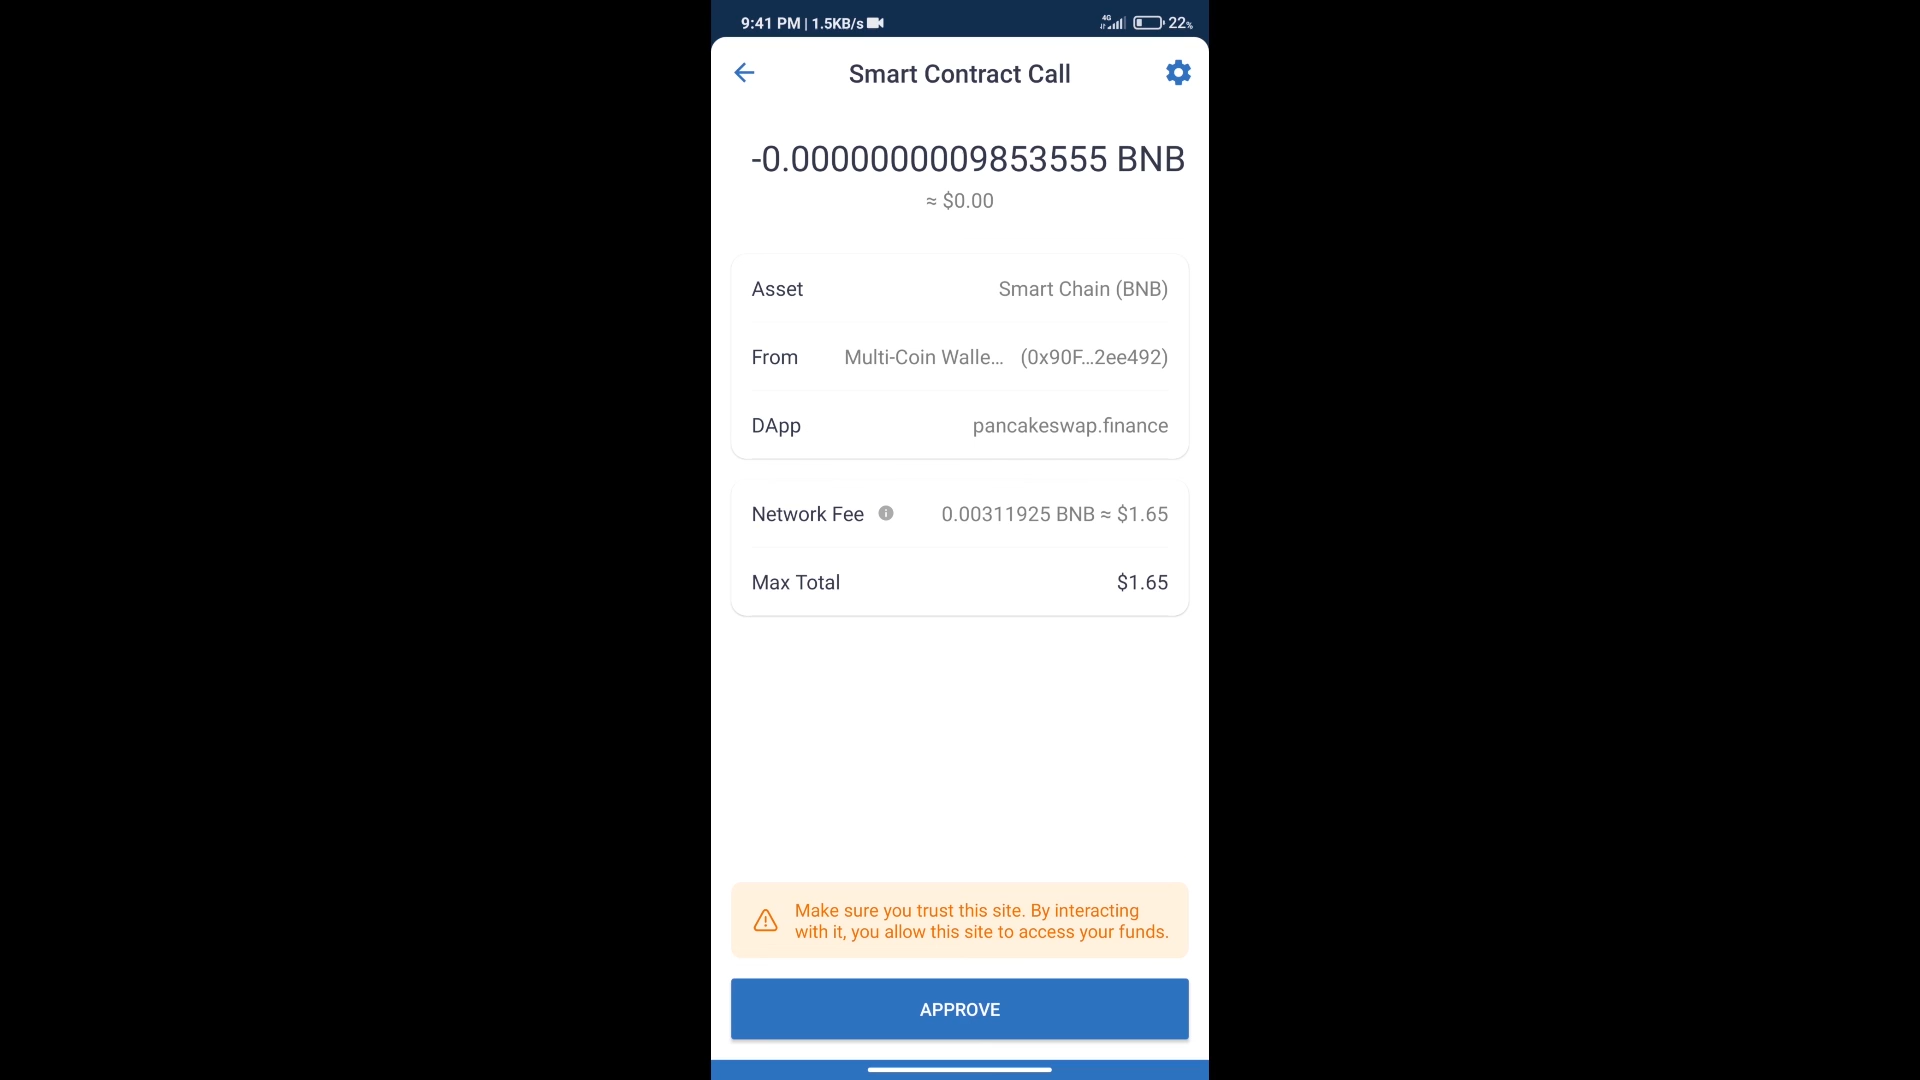 9:41 PM | 1.5KB/s
4G
22%
Smart Contract Call
-0.0000000009853555 BNB
≈ $0.00
Asset Smart Chain (BNB)
From Multi-Coin Walle... (0x90F...2ee492)
DApp pancakeswap.finance
Network Fee 0.00311925 BNB ≈ $1.65
Max Total $1.65
Make sure you trust this site. By interacting
with it, you allow this site to access your funds.
APPROVE